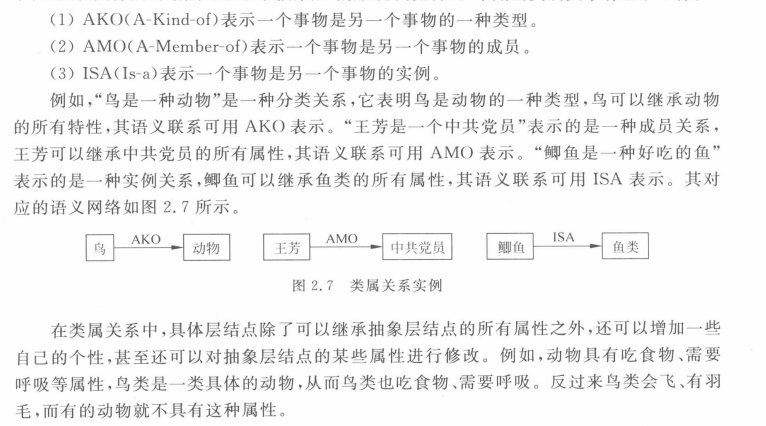 (1) AKO(A-Kind-of)表示一个事物是另一个事物的一种类型。
(2) AMO(A-Member-of)表示一个事物是另一个事物的成员。
(3) ISA(Is-a)表示一个事物是另一个事物的实例。
例如,“鸟是一种动物”是一种分类关系,它表明鸟是动物的一种类型,鸟可以继承动物
的所有特性,其语义联系可用 AKO 表示。“王芳是一个中共党员”表示的是一种成员关系,
王芳可以继承中共党员的所有属性,其语义联系可用 AMO 表示。“鲫鱼是一种好吃的鱼”
表示的是一种实例关系,鲫鱼可以继承鱼类的所有属性,其语义联系可用 ISA 表示。其对
应的语义网络如图 2.7 所示。
鸟 AKO 动物 王芳 AMO 中共党员 鲫鱼 ISA 鱼类
图 2.7 类属关系实例
在类属关系中,具体层结点除了可以继承抽象层结点的所有属性之外,还可以增加一些
自己的个性,甚至还可以对抽象层结点的某些属性进行修改。例如,动物具有吃食物、需要
呼吸等属性,鸟类是一类具体的动物,从而鸟类也吃食物、需要呼吸。反过来鸟类会飞、有羽
毛,而有的动物就不具有这种属性。